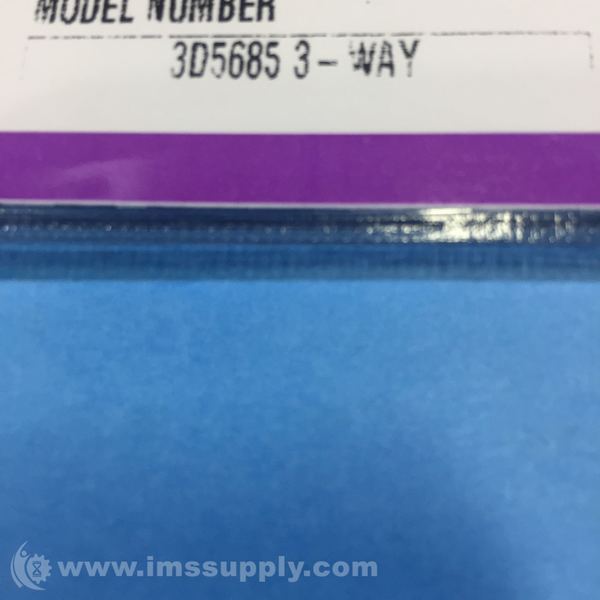 MODEL NUMBER
3D5685 3-WAY
www.imssupply.com